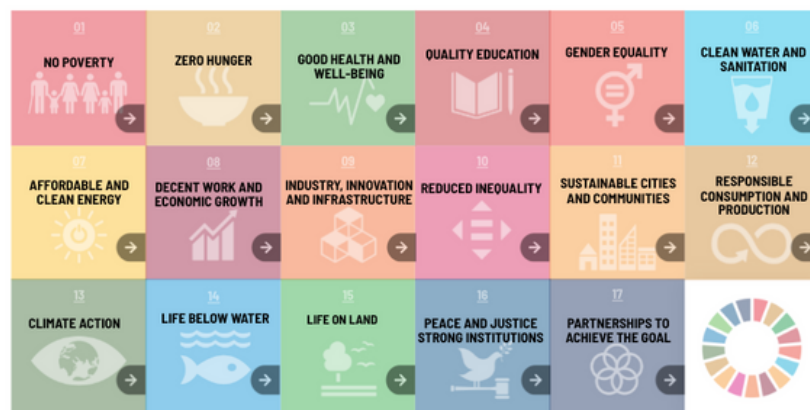 01
NO POVERTY
02
ZERO HUNGER
03
GOOD HEALTH AND
WELL-BEING
04
QUALITY EDUCATION
05
GENDER EQUALITY
06
CLEAN WATER AND
SANITATION
07
AFFORDABLE AND
CLEAN ENERGY
08
DECENT WORK AND
ECONOMIC GROWTH
09
INDUSTRY, INNOVATION
AND INFRASTRUCTURE
10
REDUCED INEQUALITY
11
SUSTAINABLE CITIES
AND COMMUNITIES
12
RESPONSIBLE
CONSUMPTION AND
PRODUCTION
13
CLIMATE ACTION
14
LIFE BELOW WATER
15
LIFE ON LAND
16
PEACE AND JUSTICE
STRONG INSTITUTIONS
17
PARTNERSHIPS TO
ACHIEVE THE GOAL